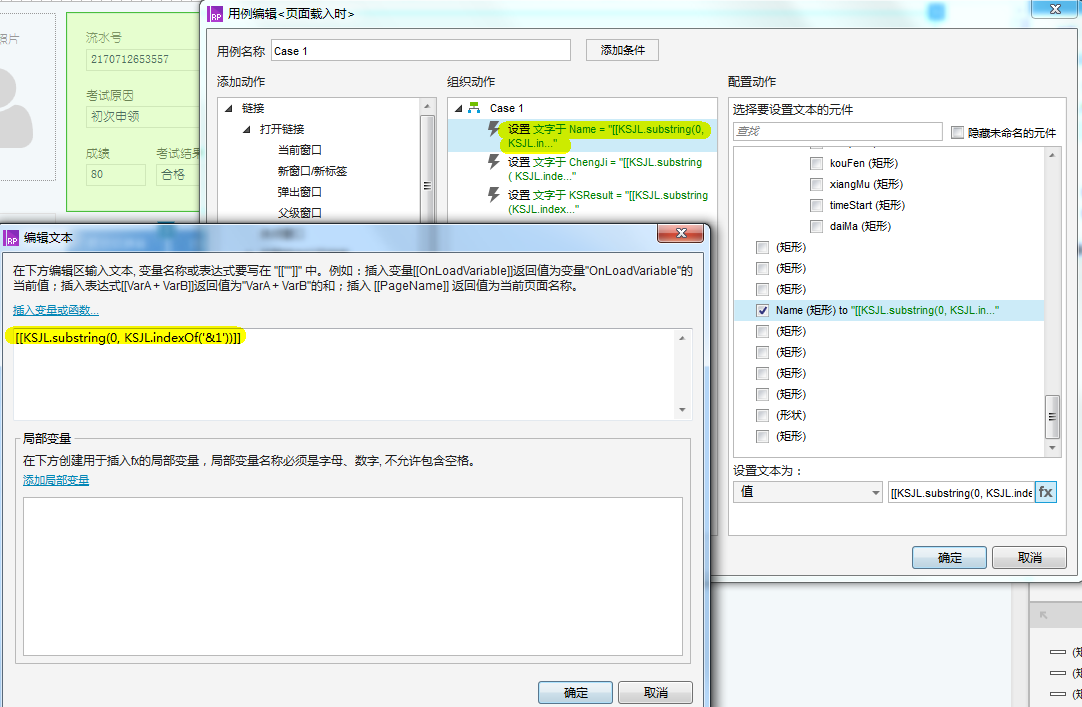 照片
流水号
2170712653557
考试原因
初次申领
成绩
考试结果
80
合格
用例编辑<页面载入时>
用例名称
Case 1
添加条件
添加动作
组织动作
配置动作
链接
打开链接
当前窗口
新窗口/新标签
弹出窗口
父级窗口
Case 1
设置 文字于 Name = "[[KSJL.substring(0,
KSJL.in..."
设置 文字于 ChengJi = "[[KSJL.substring
( KSJL.inde..."
设置 文字于 KSResult = "[[KSJL.substring
(KSJL.index..."
选择要设置文本的元件
查找
隐藏未命名的元件
kouFen (矩形)
xiangMu (矩形)
timeStart (矩形)
daiMa (矩形)
(矩形)
(矩形)
(矩形)
Name (矩形) to "[[KSJL.substring(0, KSJL.in..."
(矩形)
(矩形)
(矩形)
(矩形)
(形状)
(矩形)
设置文本为：
值
[[KSJL.substring(0, KSJL.inde
fx
确定
取消
编辑文本
在下方编辑区输入文本, 变量名称或表达式要写在 "[[""]]" 中。例如：插入变量[[OnLoadVariable]]返回值为变量"OnLoadVariable"的
当前值；插入表达式[[VarA + VarB]]返回值为"VarA + VarB"的和；插入 [[PageName]] 返回值为当前页面名称。
插入变量或函数...
[[KSJL.substring(0, KSJL.indexOf('&1'))]]
局部变量
在下方创建用于插入fx的局部变量，局部变量名称必须是字母、数字, 不允许包含空格。
添加局部变量
确定
取消
(矩
(矩
(矩